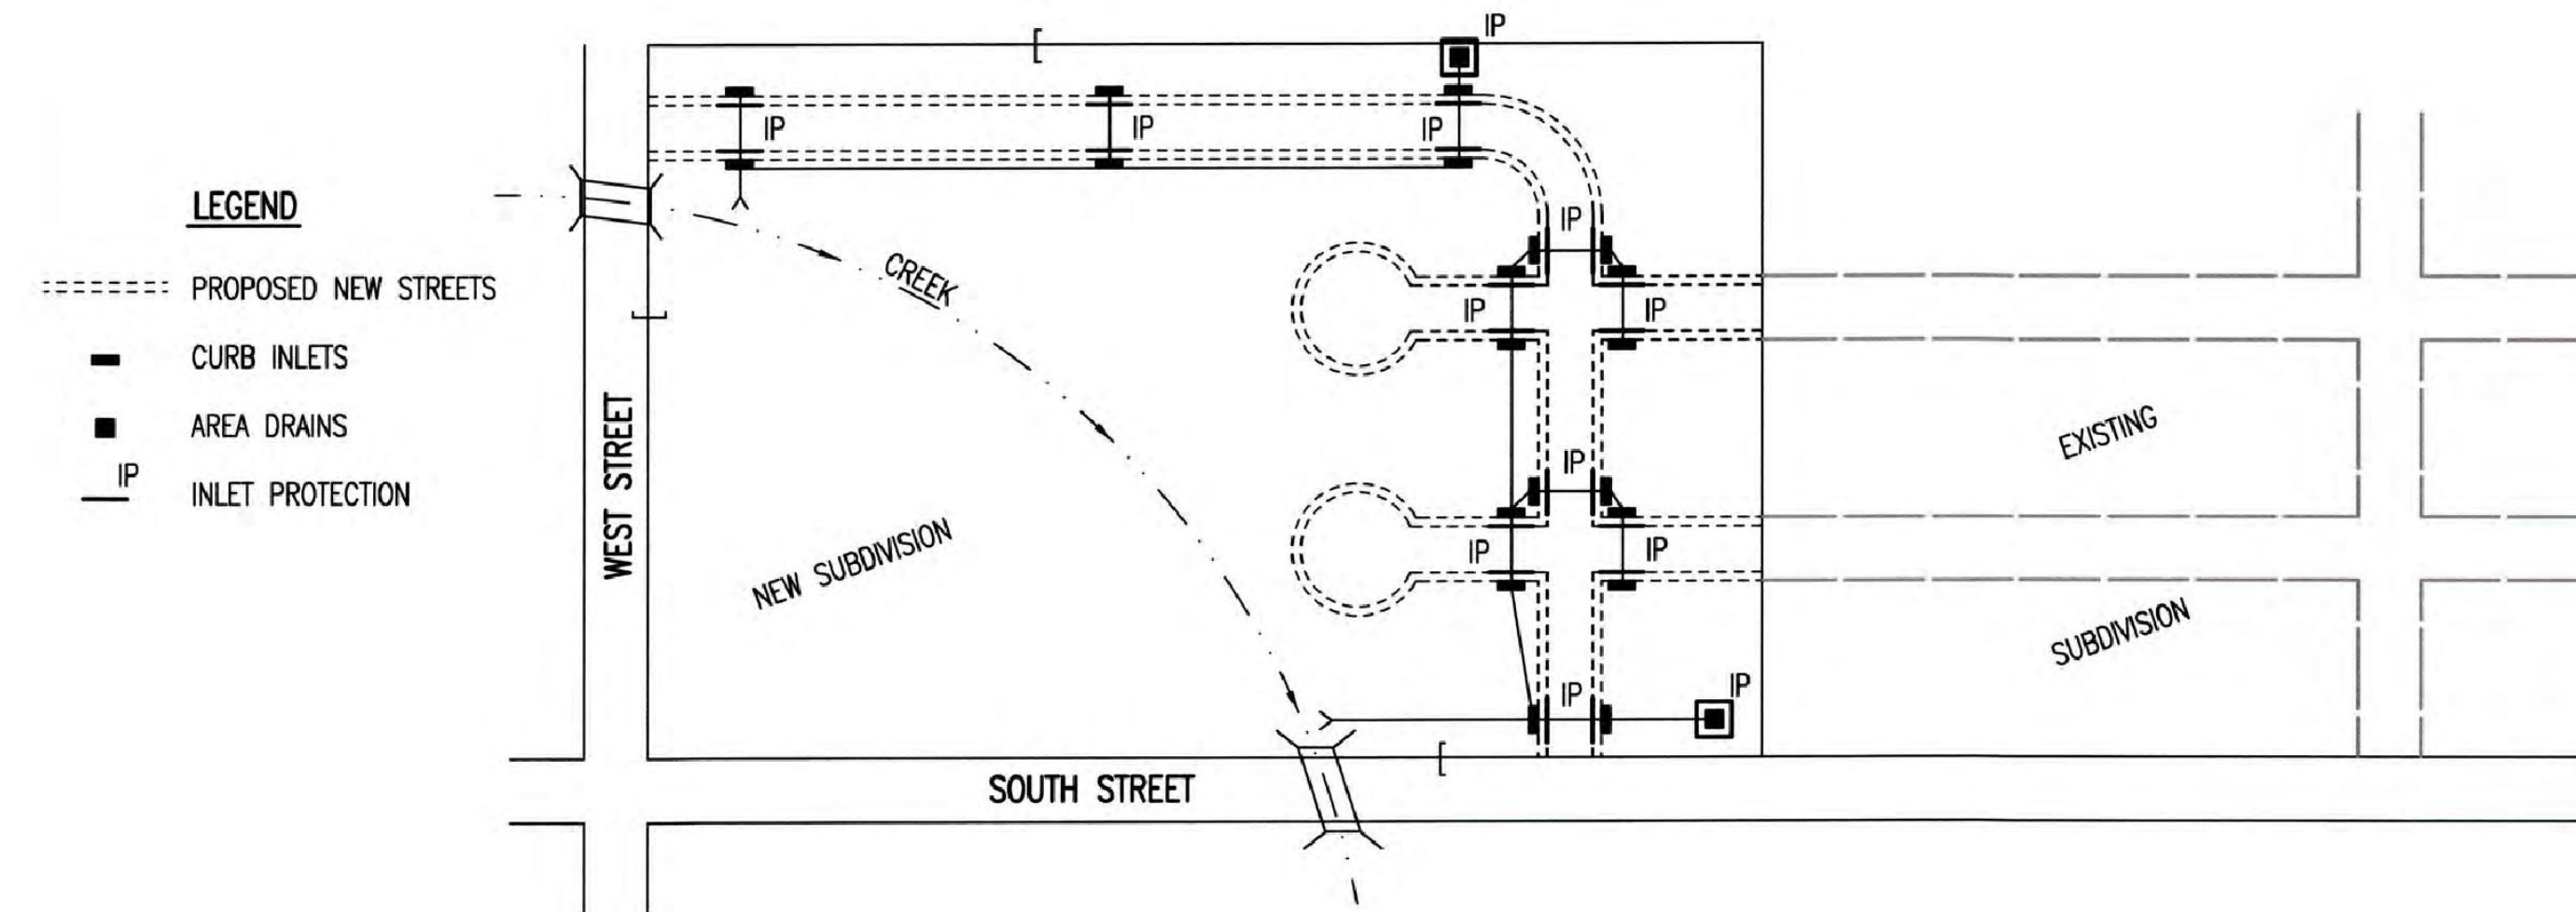 IP
IP
IP
IP
LEGEND
PROPOSED NEW STREETS
CURB INLETS
AREA DRAINS
IP
INLET PROTECTION
WEST STREET
CREEK
NEW SUBDIVISION
IP
IP
IP
IP
IP
IP
IP
IP
EXISTING
SUBDIVISION
SOUTH STREET